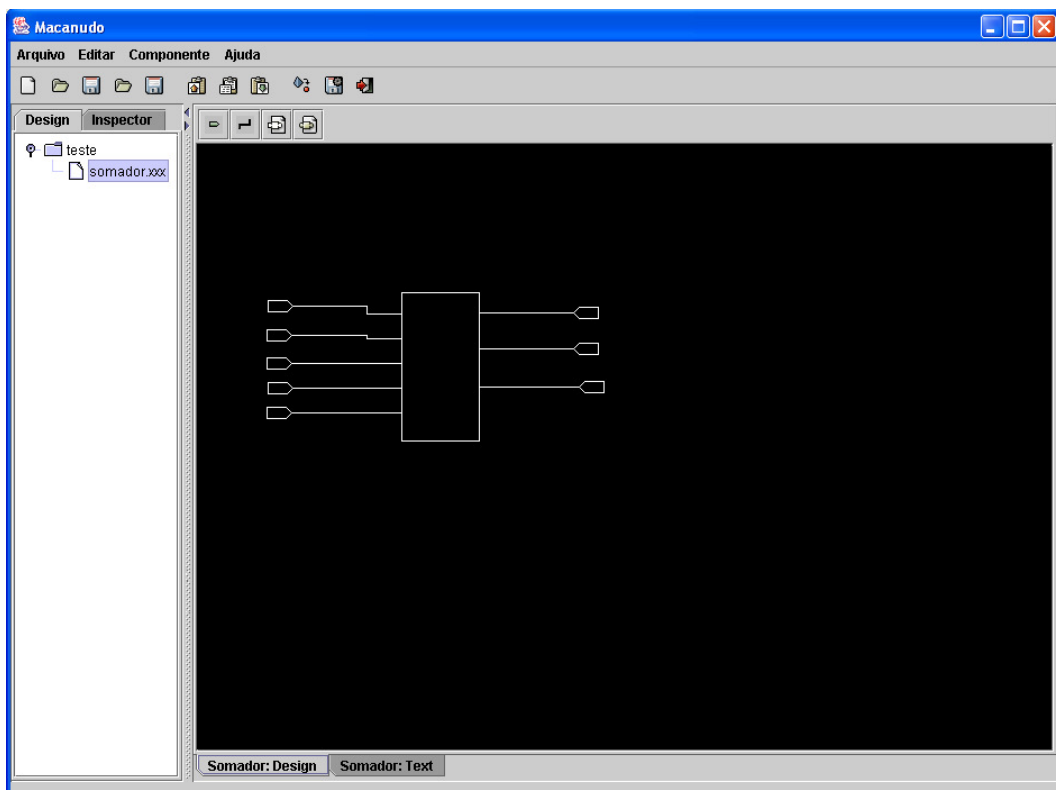 Macanudo
Arquivo Editar Componente Ajuda
Design Inspector
teste
somador.xxx
Somador: Design Somador: Text